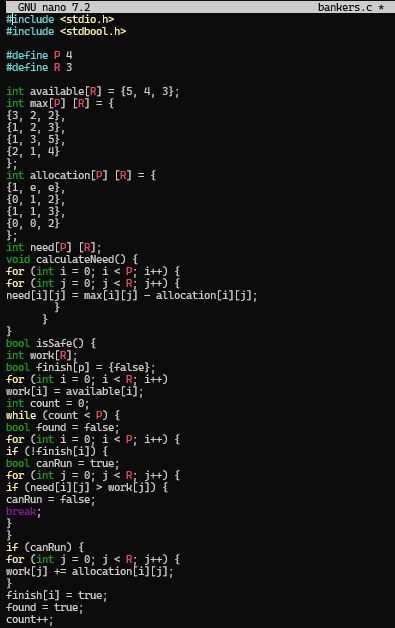 GNU nano 7.2 bankers.c *
#include <stdio.h>
#include <stdbool.h>
#define P 4
#define R 3
int available[R] = {5, 4, 3};
int max[P] [R] = {
{3, 2, 2},
{1, 2, 3},
{1, 3, 5},
{2, 1, 4}
};
int allocation[P] [R] = {
{1, e, e},
{0, 1, 2},
{1, 1, 3},
{0, 0, 2}
};
int need[P] [R];
void calculateNeed() {
for (int i = 0; i < P; i++) {
for (int j = 0; j < R; j++) {
need[i][j] = max[i][j] - allocation[i][j];
}
}
}
bool isSafe() {
int work[R];
bool finish[p] = {false};
for (int i = 0; i < R; i++)
work[i] = available[i];
int count = 0;
while (count < P) {
bool found = false;
for (int i = 0; i < P; i++) {
if (!finish[i]) {
bool canRun = true;
for (int j = 0; j < R; j++) {
if (need[i][j] > work[j]) {
canRun = false;
break;
}
}
if (canRun) {
for (int j = 0; j < R; j++) {
work[j] += allocation[i][j];
}
finish[i] = true;
found = true;
count++;